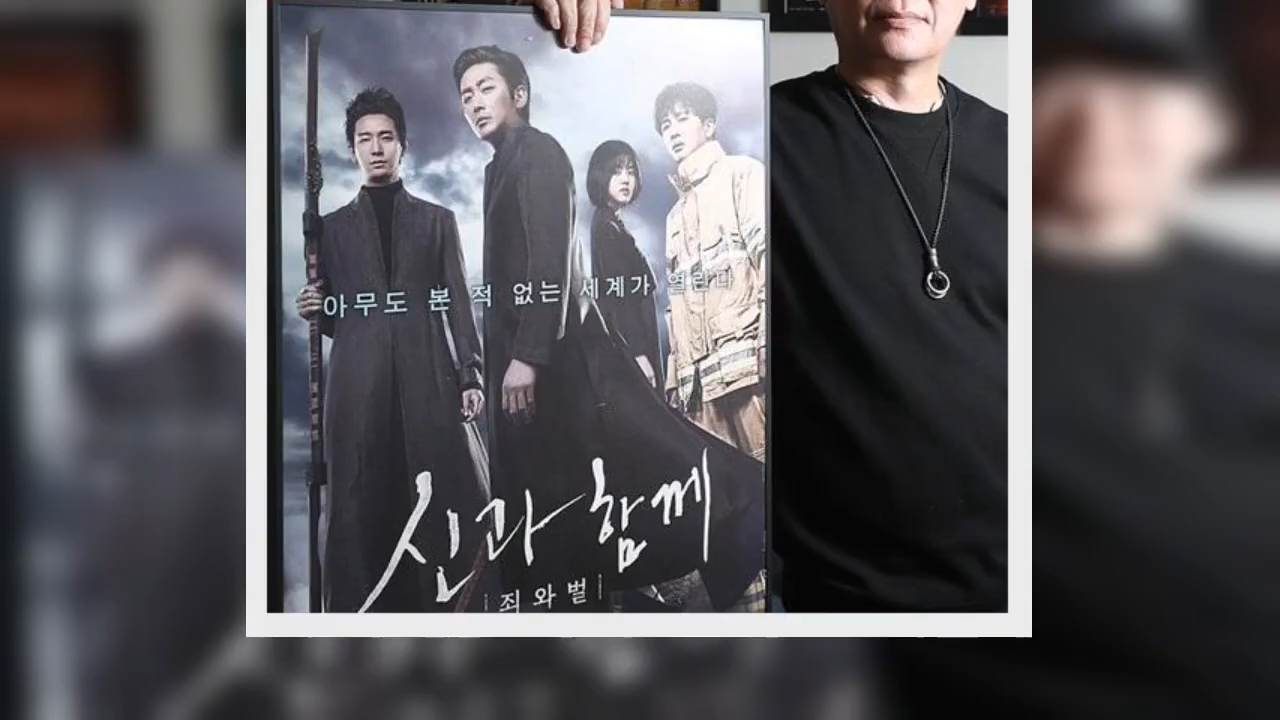 아무도 본 적 없는 세계가 열린다
신과 함께
죄와 벌